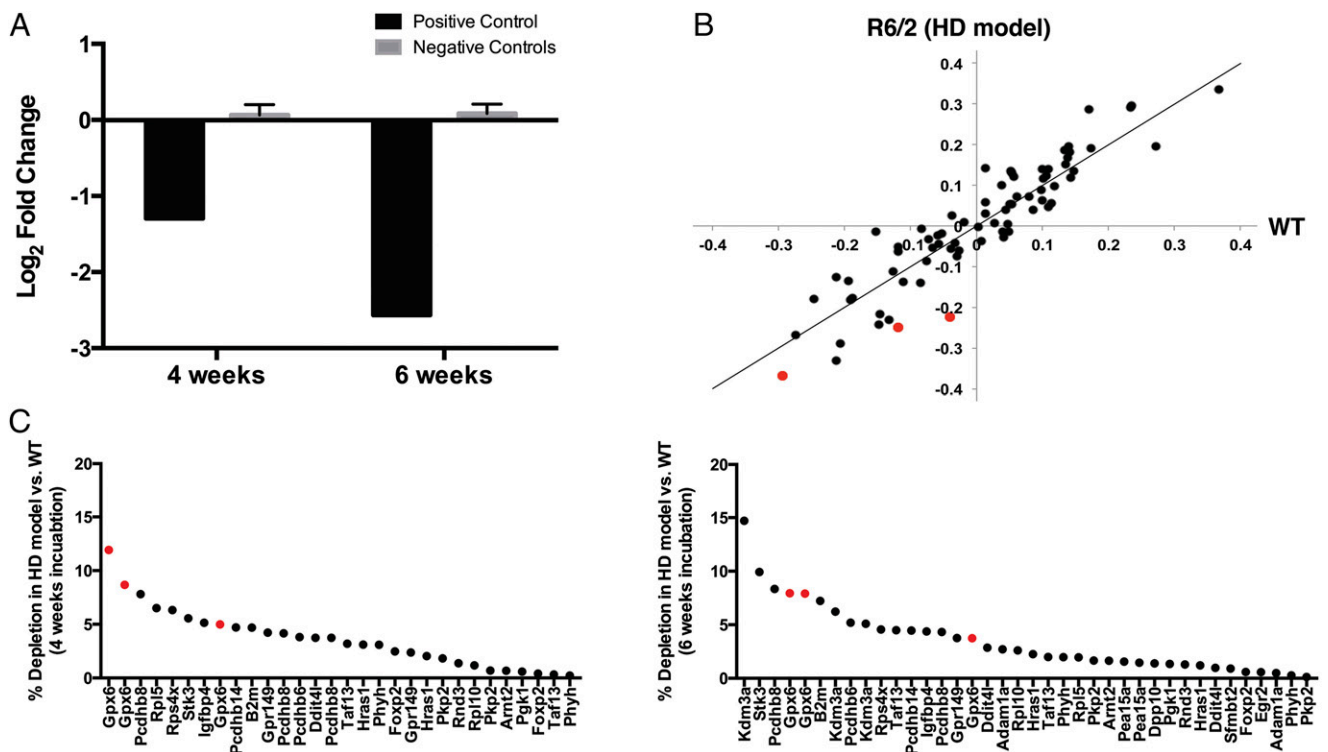 A
Positive Control
Negative Controls
Log2 Fold Change
1
0
-1
-2
-3
4 weeks
6 weeks
B
R6/2 (HD model)
WT
0.4
0.3
0.2
0.1
0
-0.1
-0.2
-0.3
-0.4
-0.4
-0.3
-0.2
-0.1
0.1
0.2
0.3
0.4
C
% Depletion in HD model vs. WT
(4 weeks incuabtion)
20
15
10
5
0
Gpx6
Gpx6
Pcdhb8
Rpl5
Rps4x
Stk3
Igfbp4
Gpx6
Pcdhb14
B2m
Gpr149
Pcdhb8
Pcdhb6
Ddit4l
Pcdhb8
Taf13
Hras1
Phyh
Foxp2
Gpr149
Hras1
Pkp2
Rnd3
Rpl10
Pkp2
Arnt2
Pgk1
Foxp2
Taf13
Phyh
% Depletion in HD model vs. WT
(6 weeks incubation)
20
15
10
5
0
Kdm3a
Stk3
Pcdhb8
Gpx6
Gpx6
B2m
Kdm3a
Pcdhb6
Kdm3a
Rps4x
Taf13
Pcdhb14
Igfbp4
Pcdhb8
Gpr149
Gpx6
Ddit4l
Adam1a
Rpl10
Hras1
Taf13
Phyh
Rpl5
Pkp2
Arnt2
Pea15a
Pea15a
Dpp10
Pgk1
Rnd3
Hras1
Ddit4l
Sfmbt2
Foxp2
Egr2
Adam1a
Phyh
Pkp2